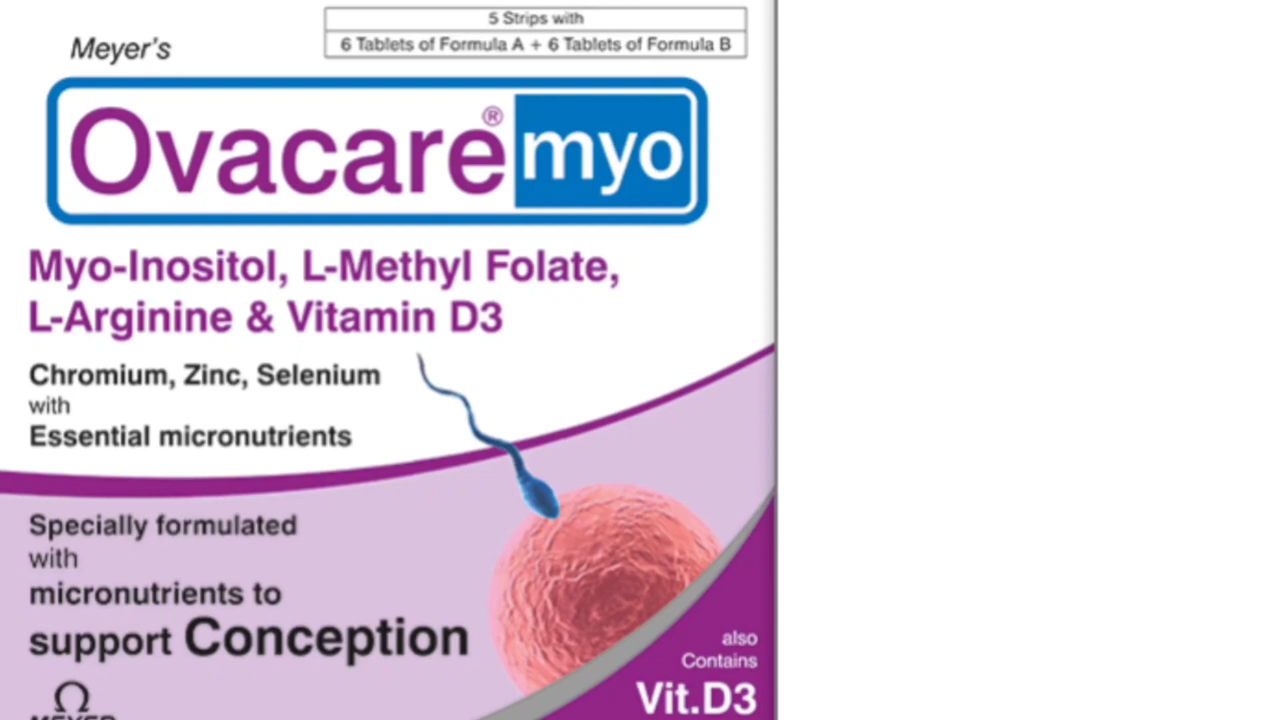 5 Strips with
6 Tablets of Formula A + 6 Tablets of Formula B
Meyer's
Ovacare® myo
Myo-Inositol, L-Methyl Folate,
L-Arginine & Vitamin D3
Chromium, Zinc, Selenium
with
Essential micronutrients
Specially formulated
with
micronutrients to
support Conception
also
Contains
Vit.D3
MEYER